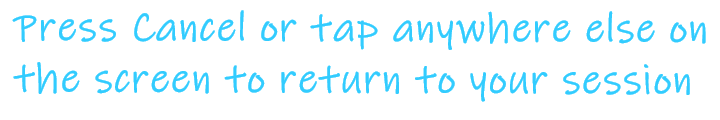 Press Cancel or tap anywhere else on
the screen to return to your session